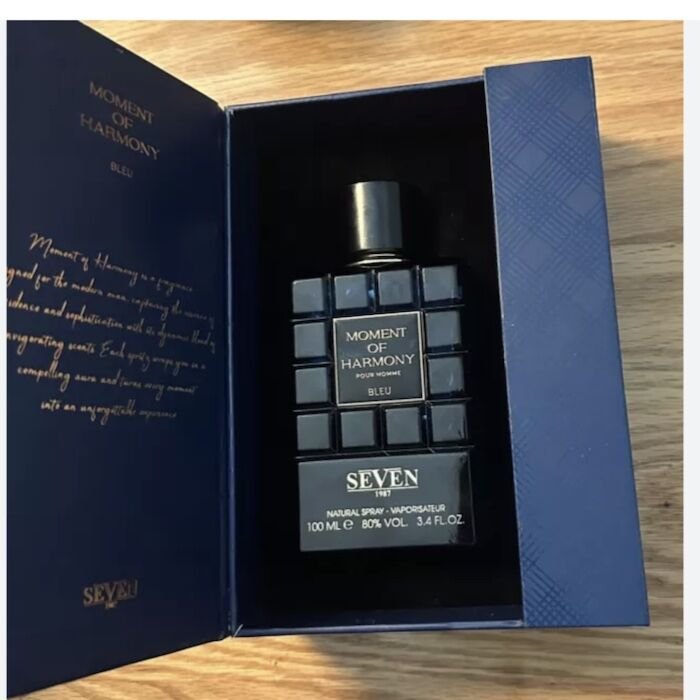 MOMENT
OF
HARMONY
BLEU
Moment of Harmony is a fragrance
for the modern man, capturing the essence of
and sophistication with its dynamic blend of
invigorating scents. Each spritz wraps you in a
compelling aura and turns every moment
into an unforgettable experience
SEVEN
1987
MOMENT
OF
HARMONY
POUR HOMME
BLEU
SEVEN
1987
NATURAL SPRAY - VAPORISATEUR
100 ML e 80% VOL. 3.4 FL.OZ.